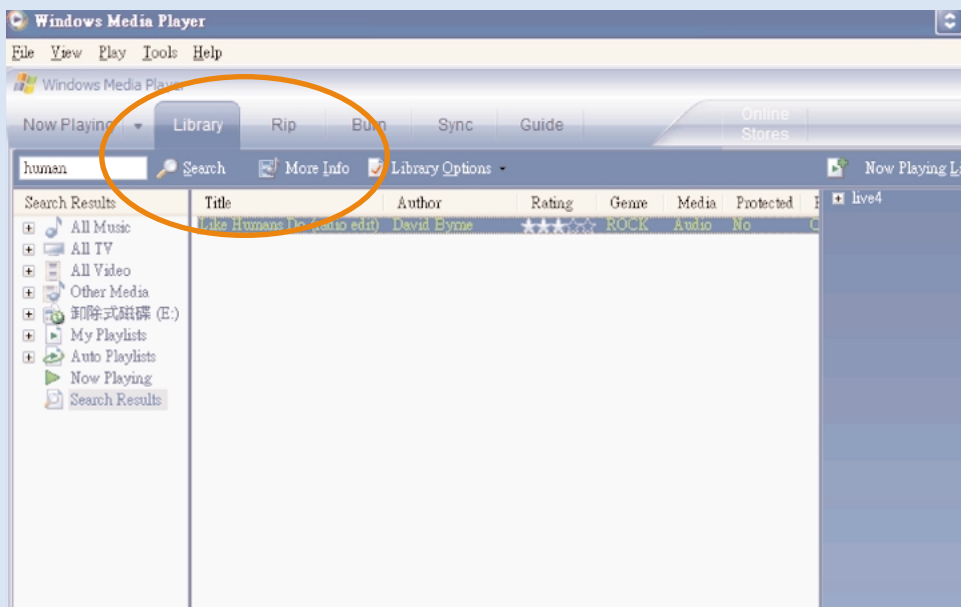 Windows Media Player
File View Play Tools Help
Windows Media Player
Now Playing Library Rip Burn Sync Guide Online Stores
human Search More Info Library Options Now Playing Li
Search Results Title Author Rating Genre Media Protected
Like Humans Do (radio edit) David Byrne ROCK Audio No
live4
All Music
All TV
All Video
Other Media
卸除式磁碟 (E:)
My Playlists
Auto Playlists
Now Playing
Search Results